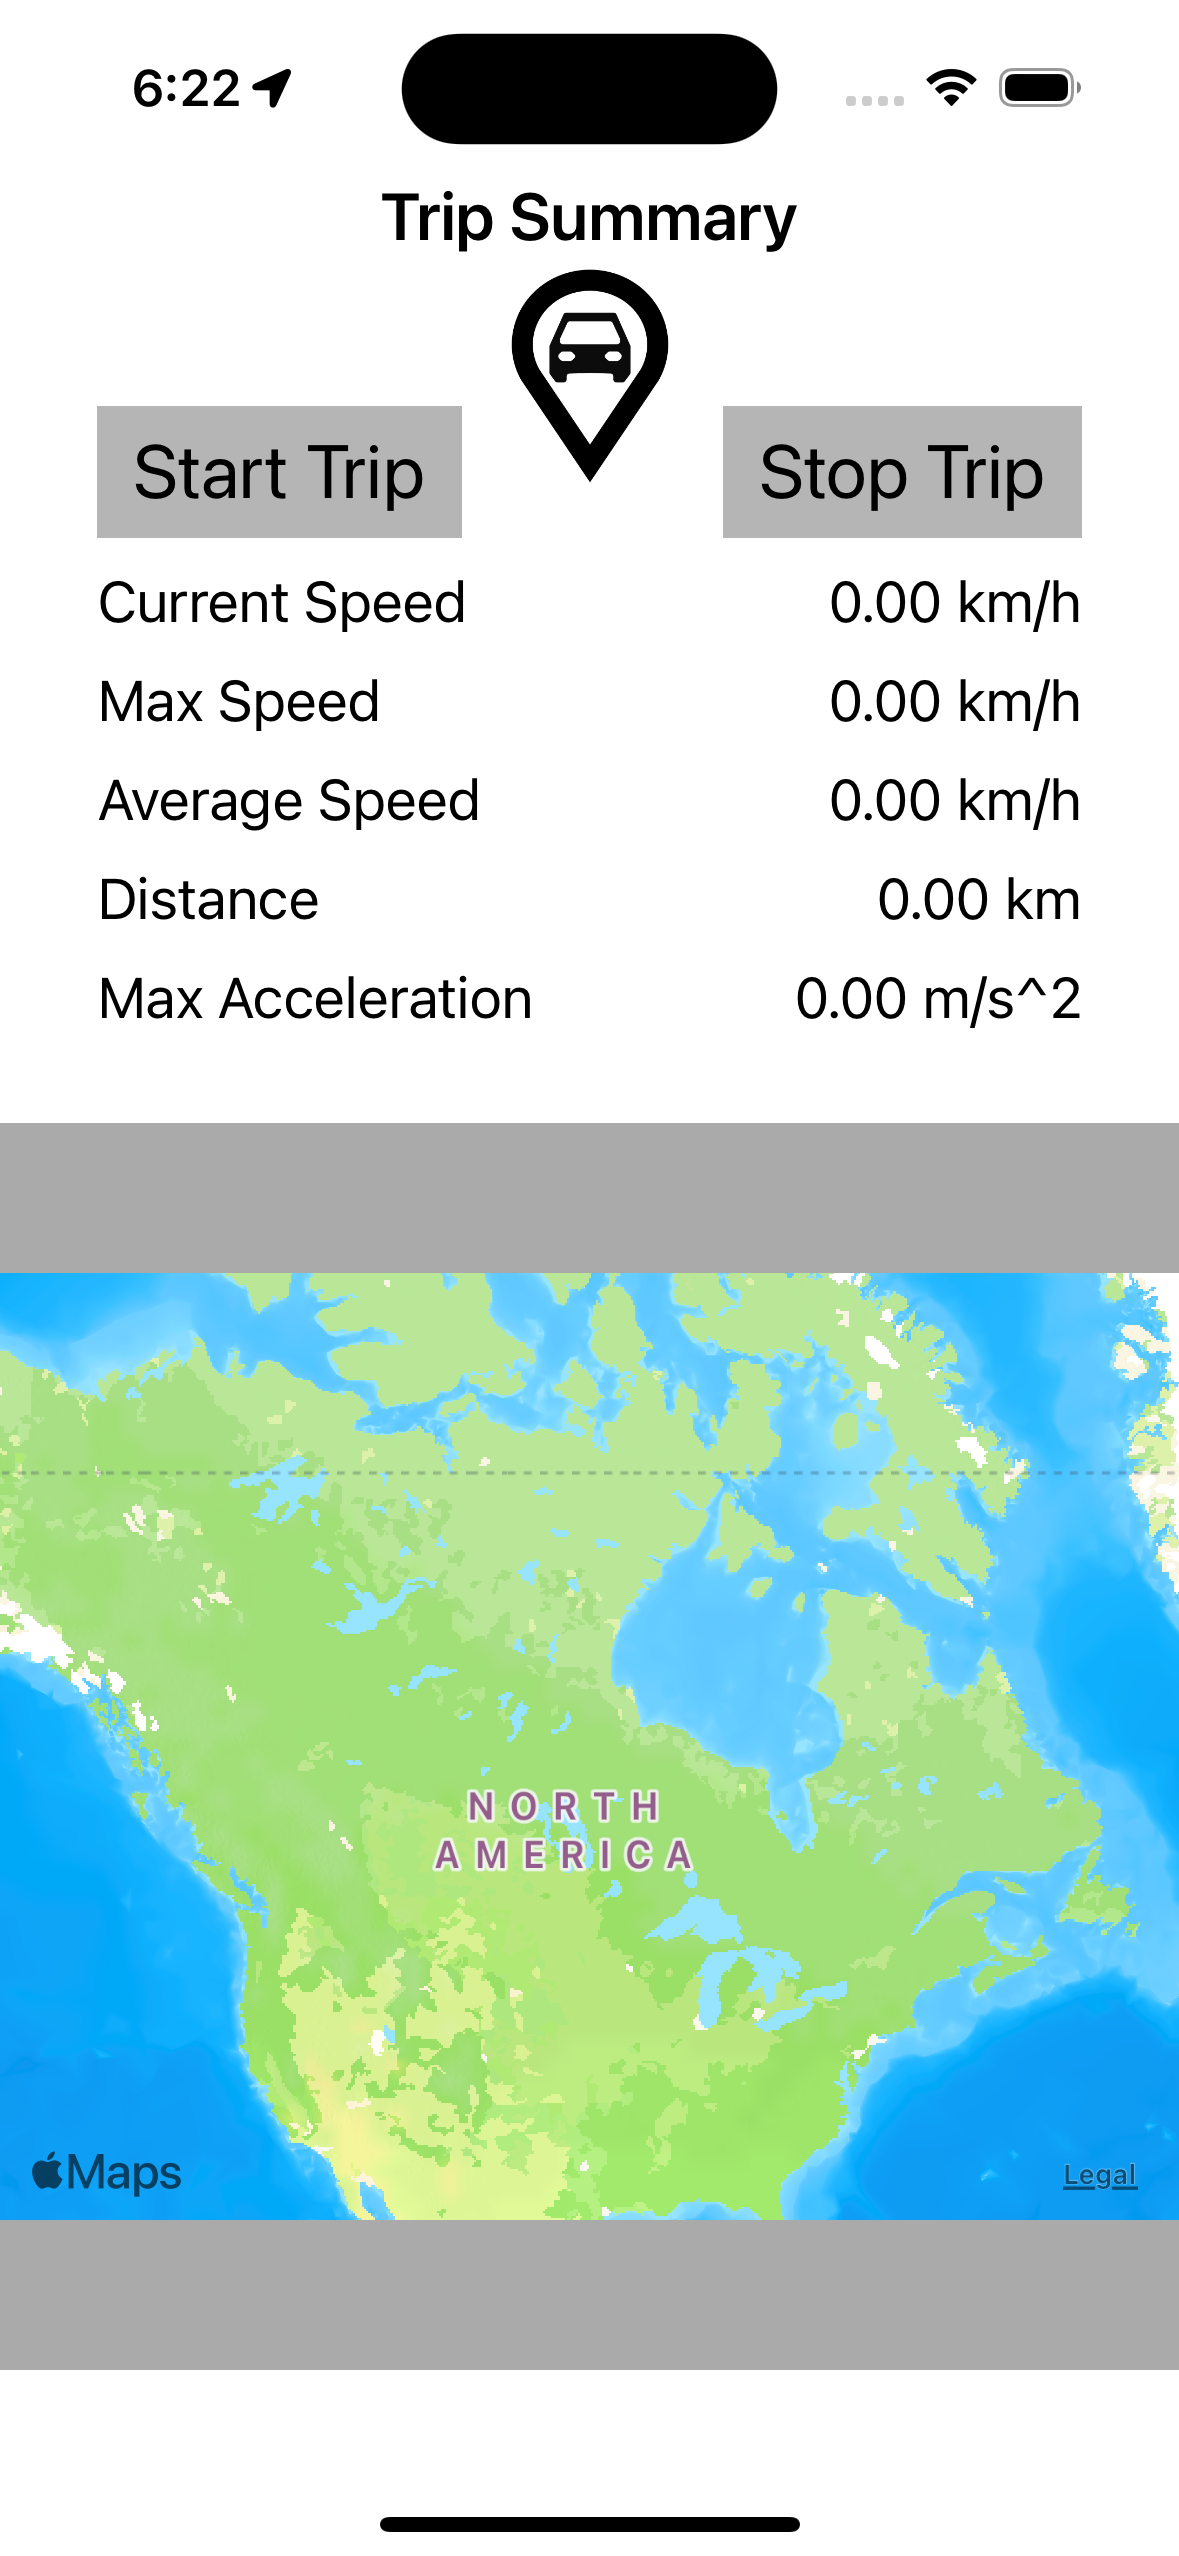 6:22
Trip Summary
Start Trip Stop Trip
Current Speed 0.00 km/h
Max Speed 0.00 km/h
Average Speed 0.00 km/h
Distance 0.00 km
Max Acceleration 0.00 m/s^2
NORTH
AMERICA
Maps Legal